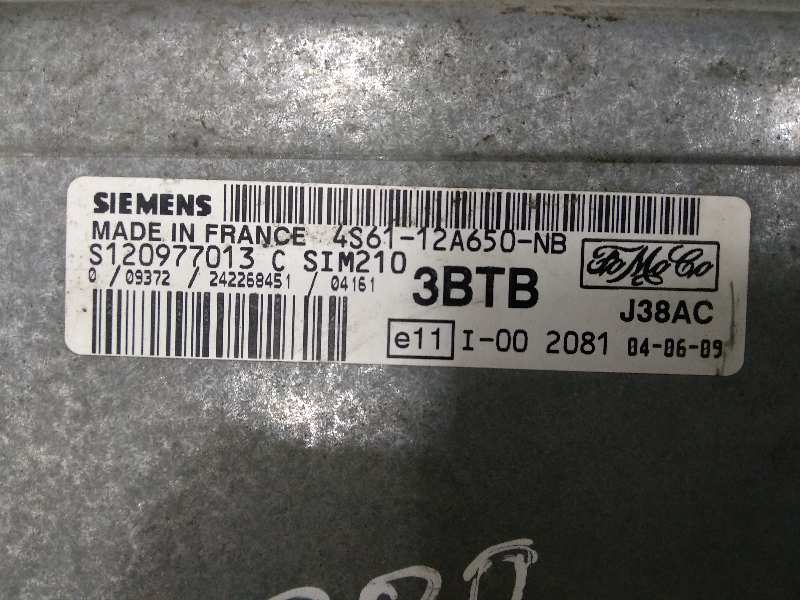 SIEMENS
MADE IN FRANCE 4S61-12A650-NB
S120977013 C SIM210
0 / 09372 / 242268451 / 04161
3BTB
FoMoCo
J38AC
e11 I-00 2081 04-06-09